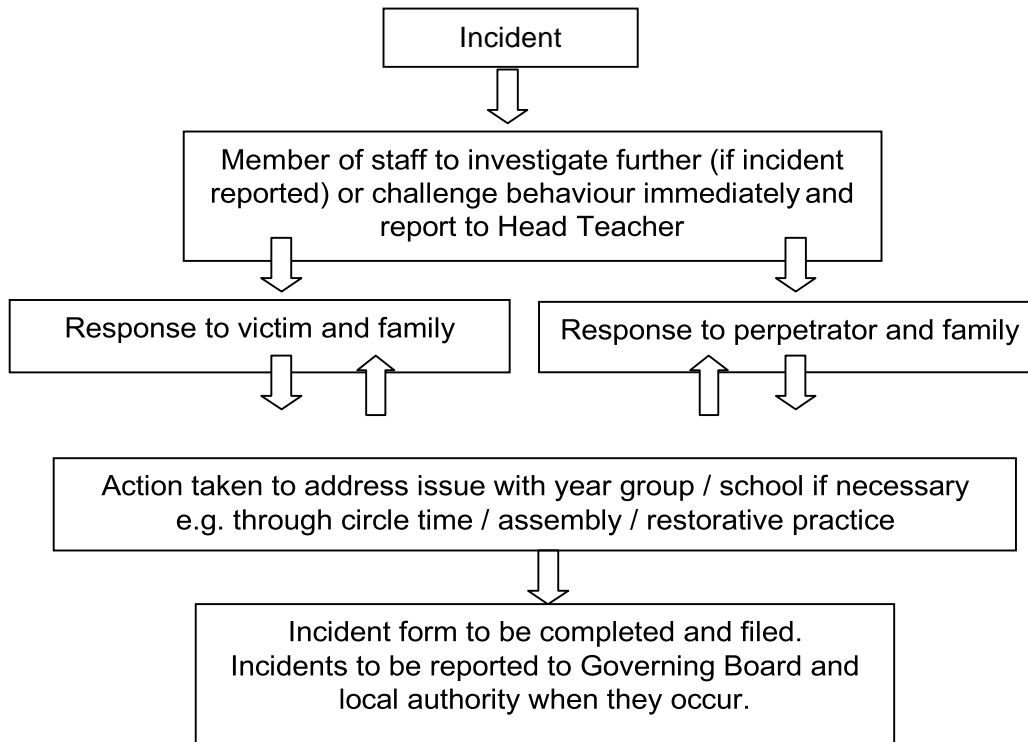 Incident
Member of staff to investigate further (if incident
reported) or challenge behaviour immediately and
report to Head Teacher
Response to victim and family
Response to perpetrator and family
Action taken to address issue with year group / school if necessary
e.g. through circle time / assembly / restorative practice
Incident form to be completed and filed.
Incidents to be reported to Governing Board and
local authority when they occur.